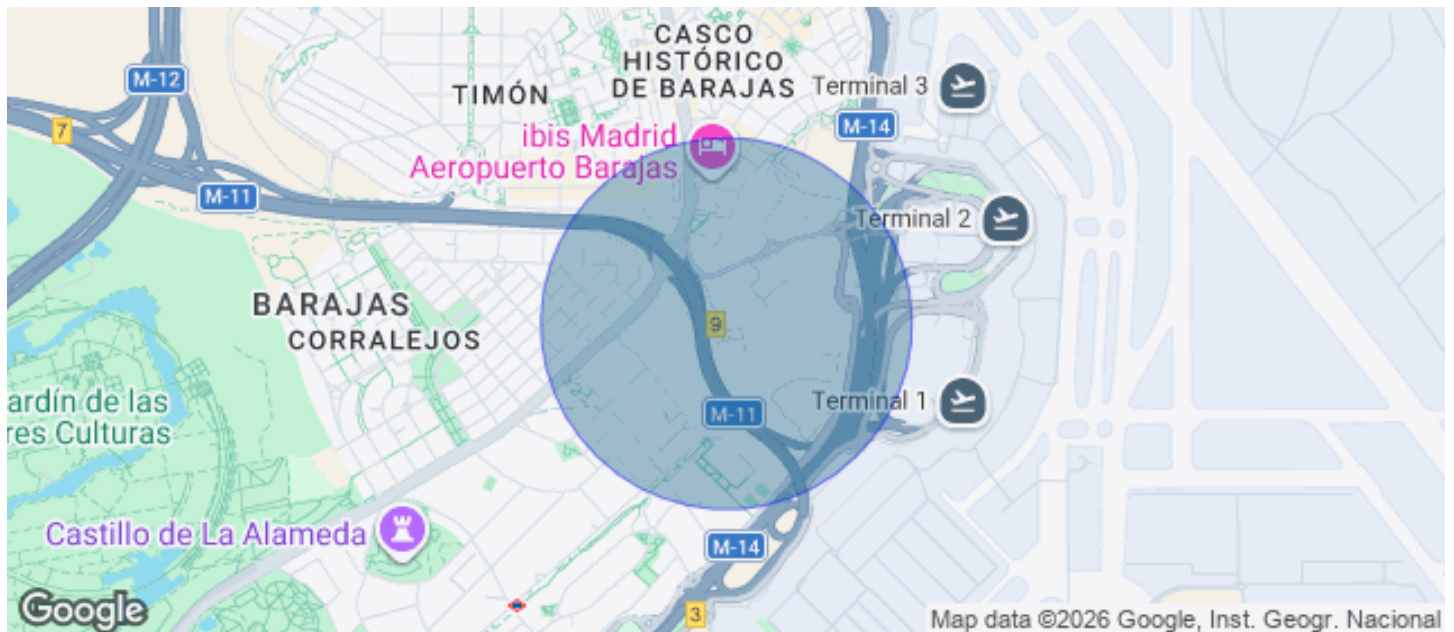 CASCO
HISTÓRICO
DE BARAJAS
Terminal 3
M-12
TIMÓN
7
ibis Madrid
Aeropuerto Barajas
M-14
M-11
Terminal 2
BARAJAS
CORRALEJOS
9
ardín de las
res Culturas
M-11
Terminal 1
Castillo de La Alameda
M-14
Google
3
Map data ©2026 Google, Inst. Geogr. Nacional